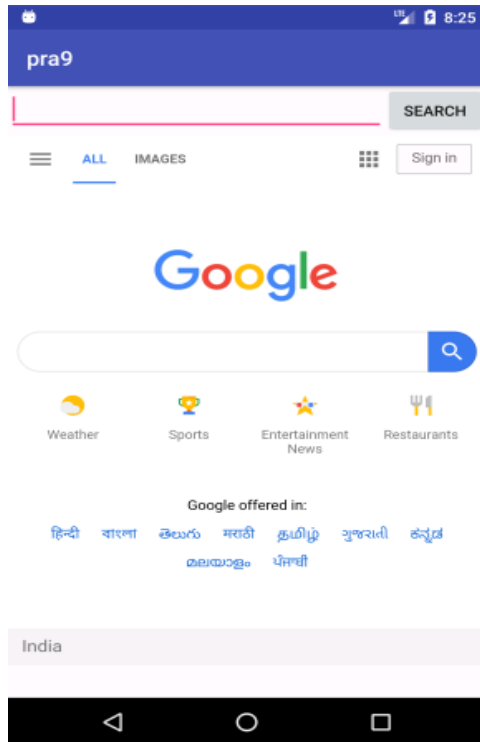 LTE 8:25
pra9
SEARCH
ALL IMAGES Sign in
Google
Weather Sports Entertainment News Restaurants
Google offered in:
हिन्दी বাংলা తెలుగు मराठी தமிழ் ગુજરાતી ಕನ್ನಡ
മലയാളം ਪੰਜਾਬੀ
India